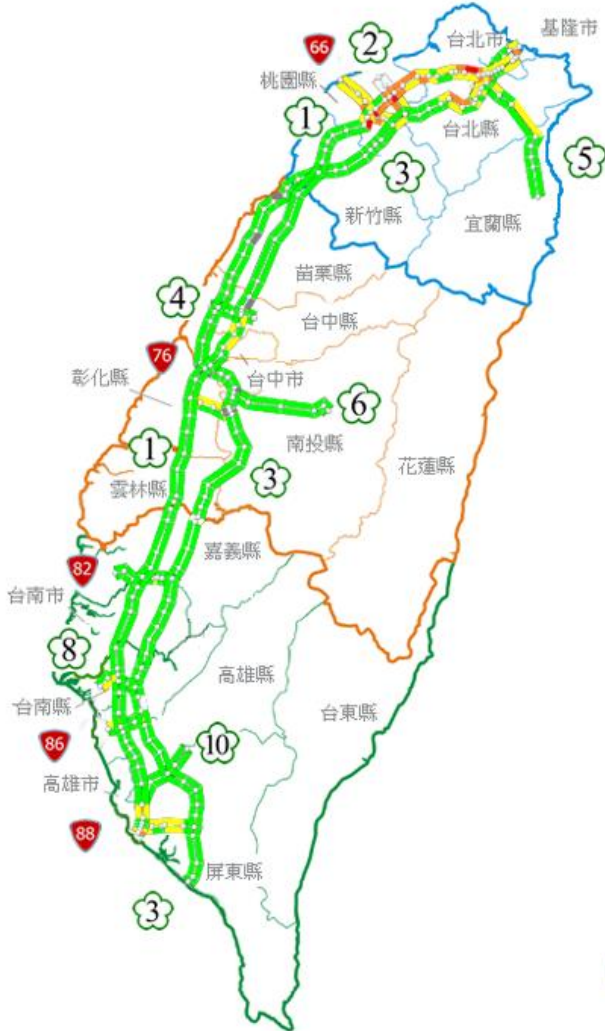 基隆市
台北市
66
2
桃園縣
1
台北縣
5
3
新竹縣
宜蘭縣
苗栗縣
4
台中縣
76
彰化縣
台中市
6
南投縣
1
3
花蓮縣
雲林縣
嘉義縣
82
台南市
8
高雄縣
台南縣
台東縣
10
86
高雄市
88
屏東縣
3